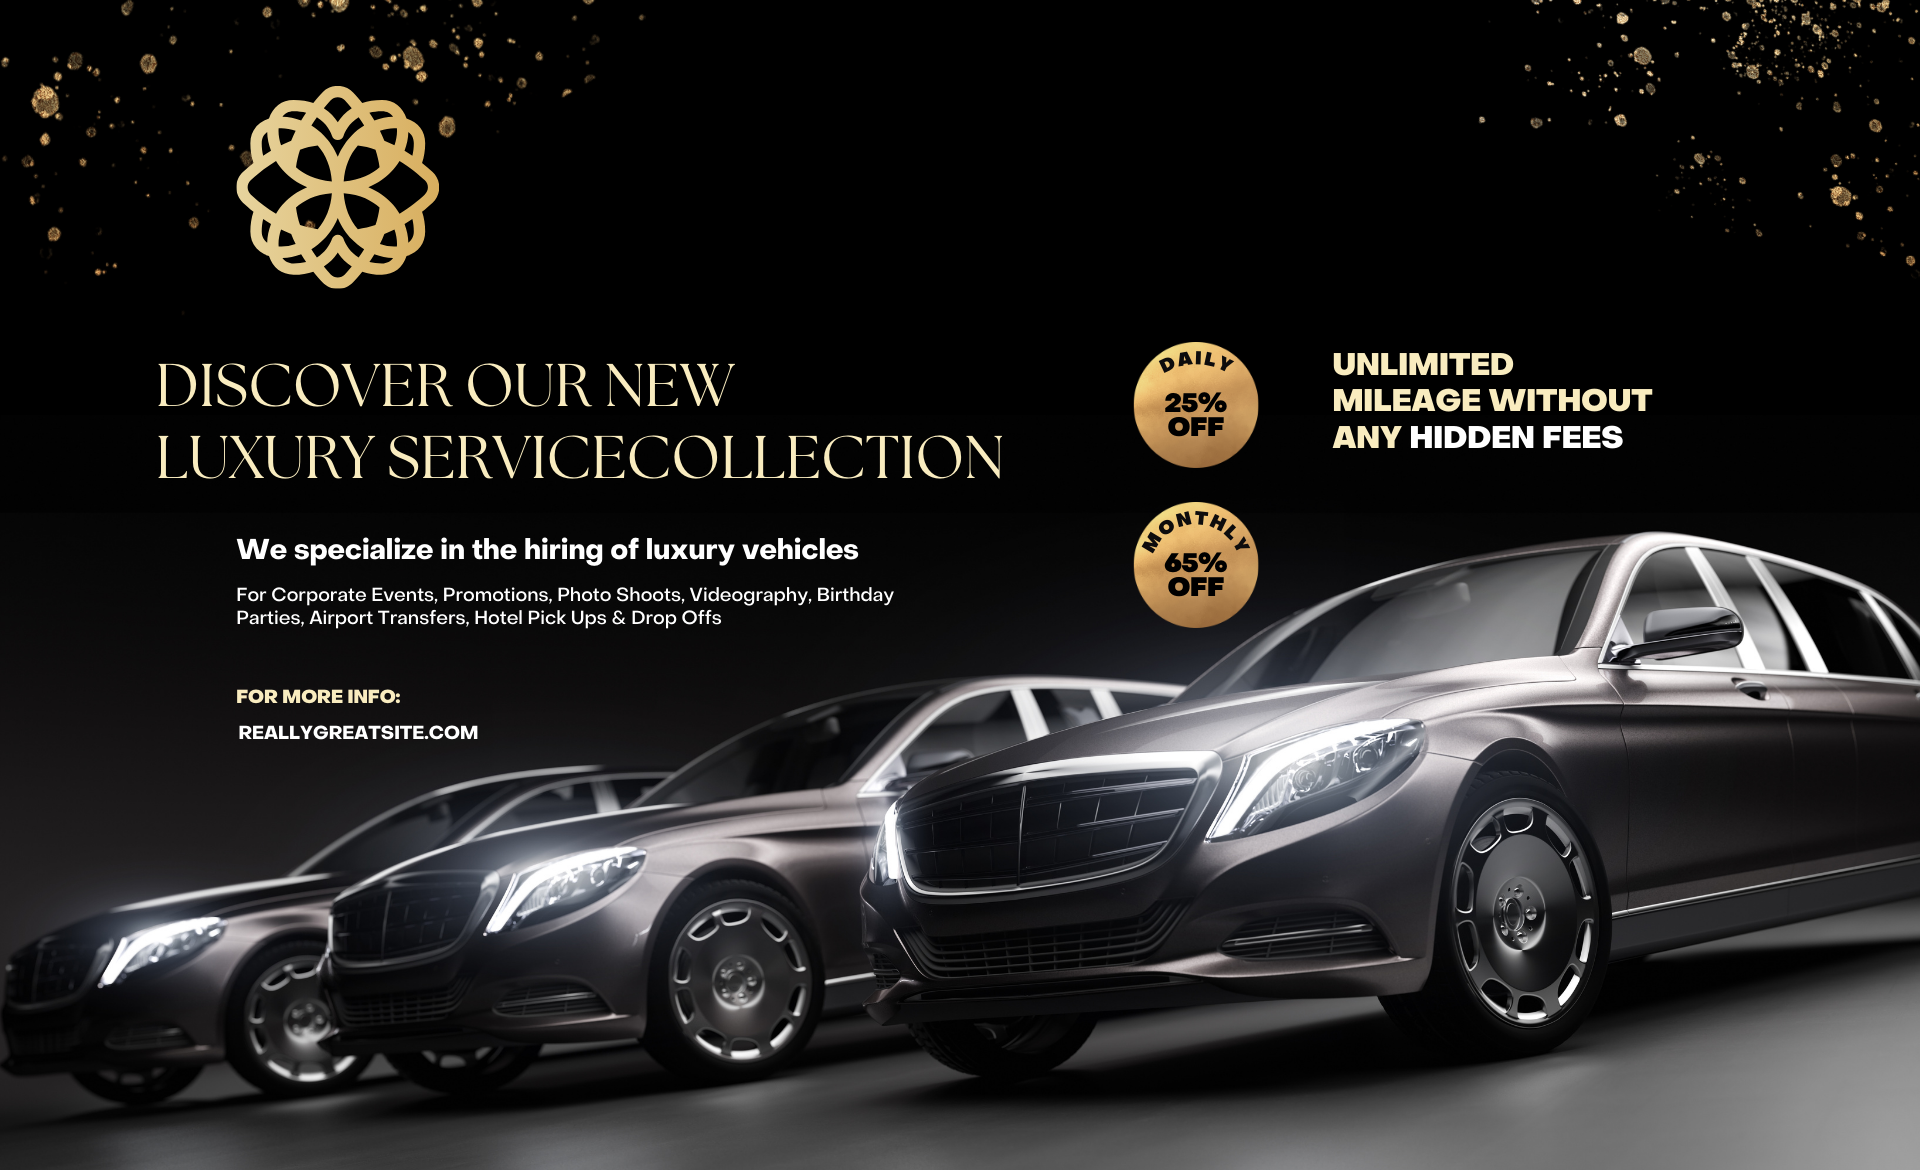 DISCOVER OUR NEW
LUXURY SERVICECOLLECTION
We specialize in the hiring of luxury vehicles
For Corporate Events, Promotions, Photo Shoots, Videography, Birthday
Parties, Airport Transfers, Hotel Pick Ups & Drop Offs
FOR MORE INFO:
REALLYGREATSITE.COM
DAILY
25%
OFF
MONTHLY
65%
OFF
UNLIMITED
MILEAGE WITHOUT
ANY HIDDEN FEES